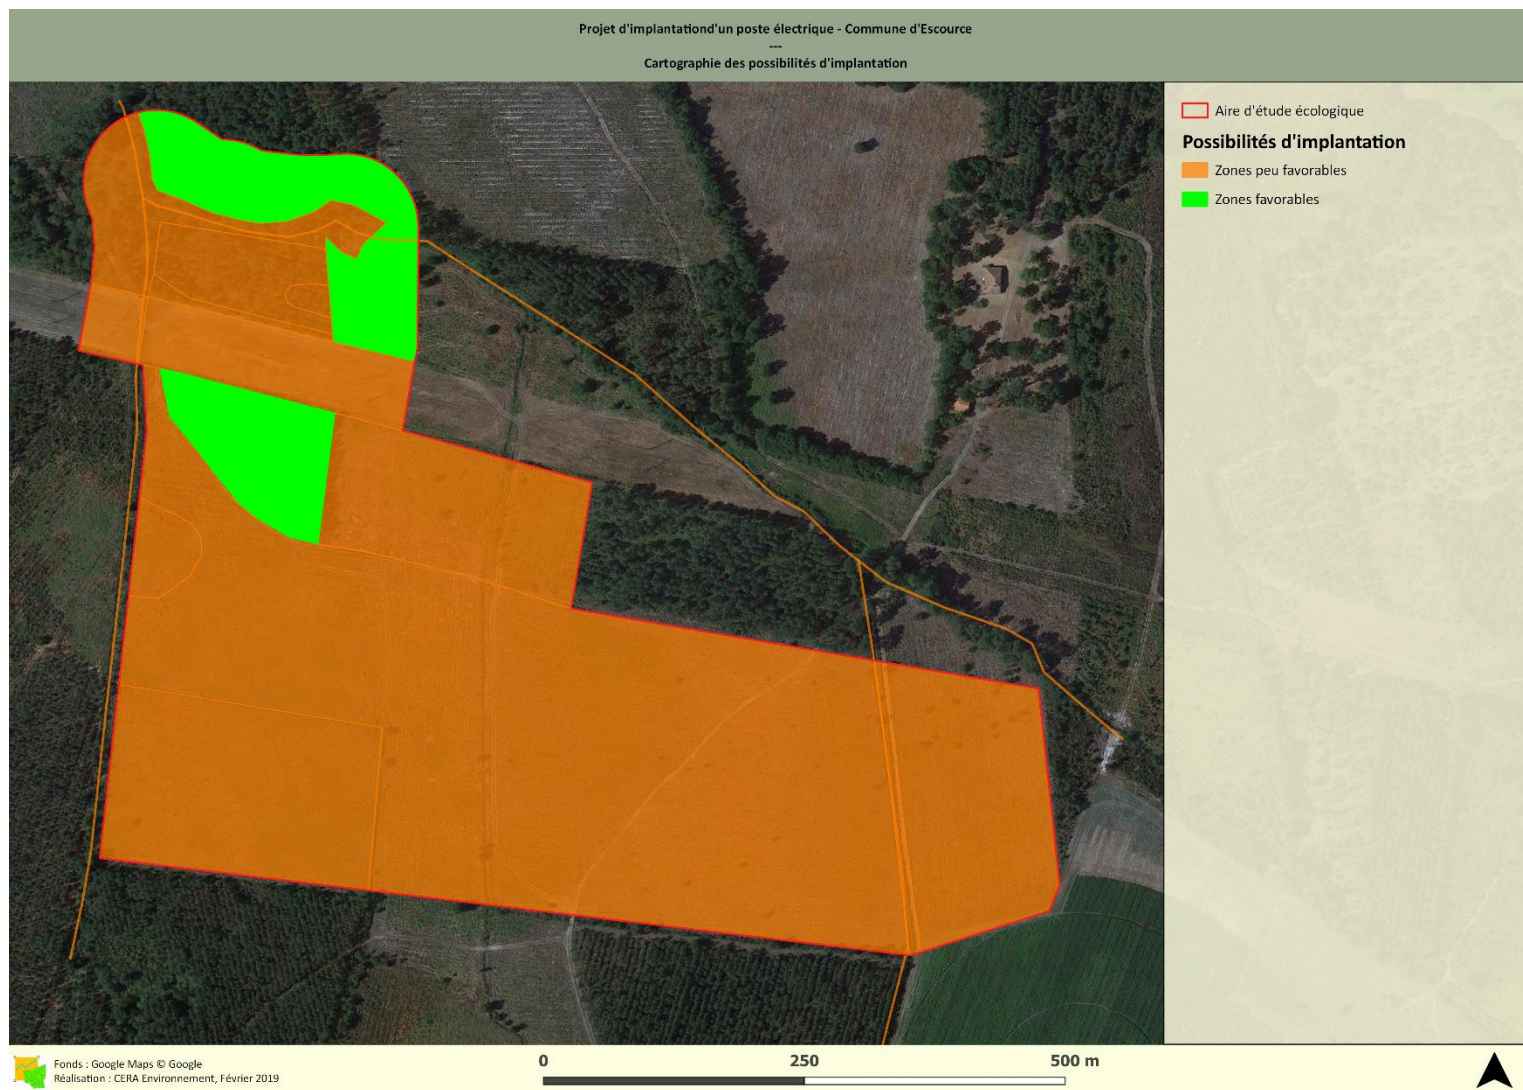 Projet d'implantationd'un poste électrique - Commune d'Escource
---
Cartographie des possibilités d'implantation
Aire d'étude écologique
Possibilités d'implantation
Zones peu favorables
Zones favorables
Fonds : Google Maps © Google
Réalisation : CERA Environnement, Février 2019
0 250 500 m